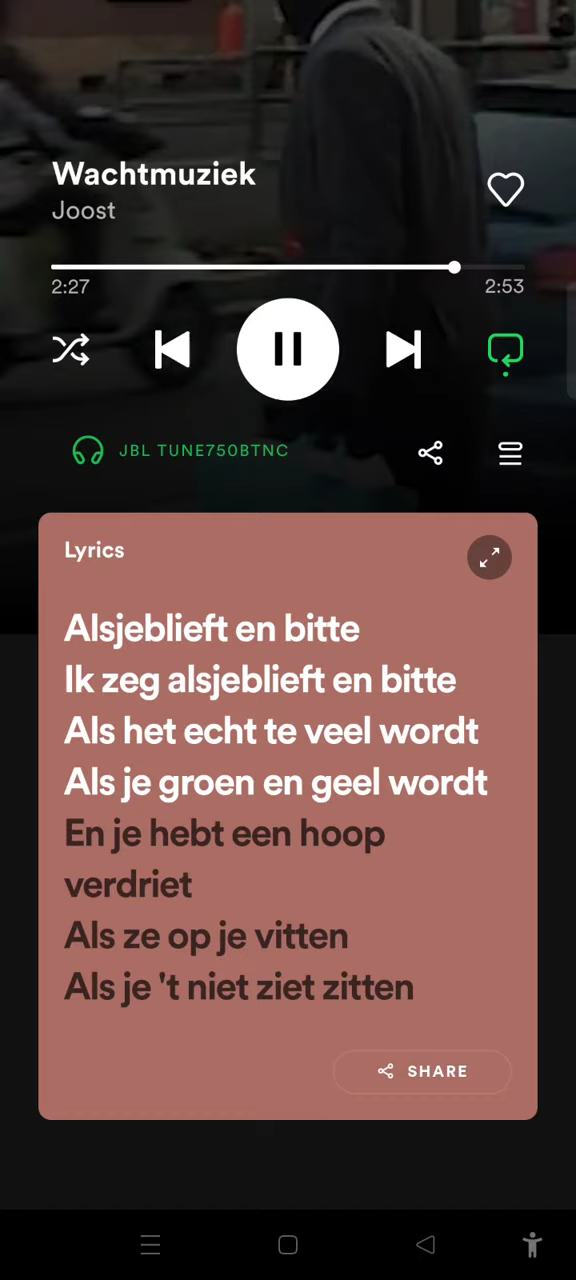 Wachtmuziek
Joost
2:27
2:53
JBL TUNE750BTNC
Lyrics
Alsjeblieft en bitte
Ik zeg alsjeblieft en bitte
Als het echt te veel wordt
Als je groen en geel wordt
En je hebt een hoop
verdriet
Als ze op je vitten
Als je 't niet ziet zitten
SHARE